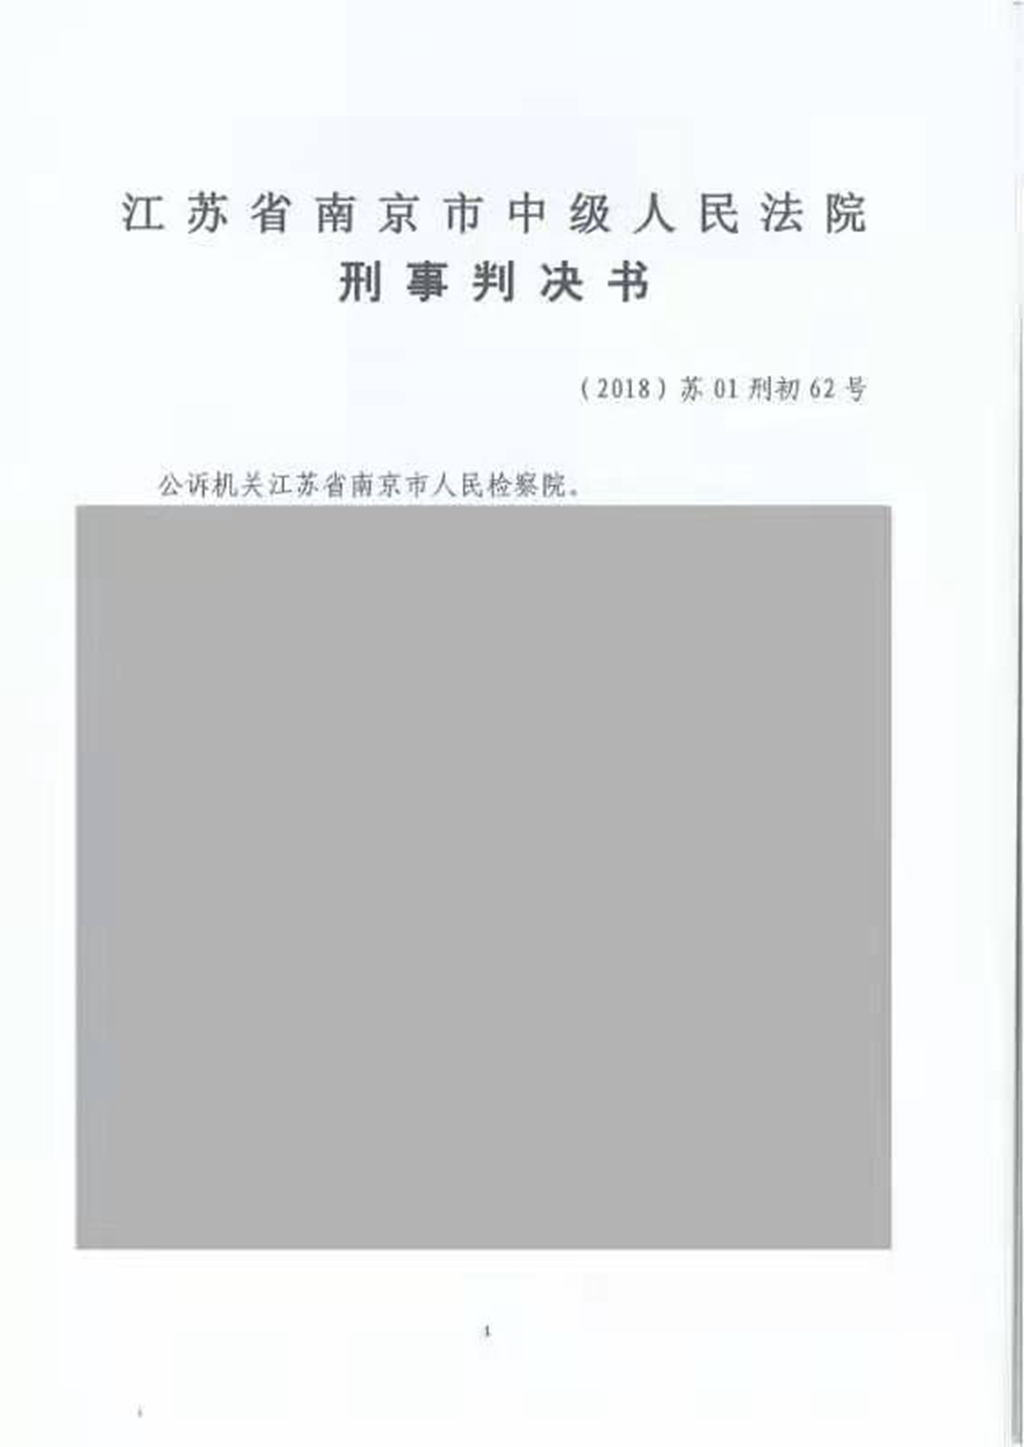 江苏省南京市中级人民法院
刑事判决书
（2018）苏01刑初62号
公诉机关江苏省南京市人民检察院。
1